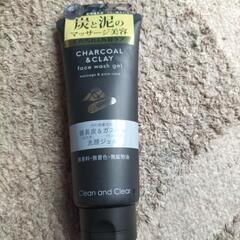 炭と泥の
マッサージ美容
CHARCOAL
& CLAY
face wash gel
massage & pore care
洗顔ジェル
無香料・無着色・無鉱物油
Clean and Clear